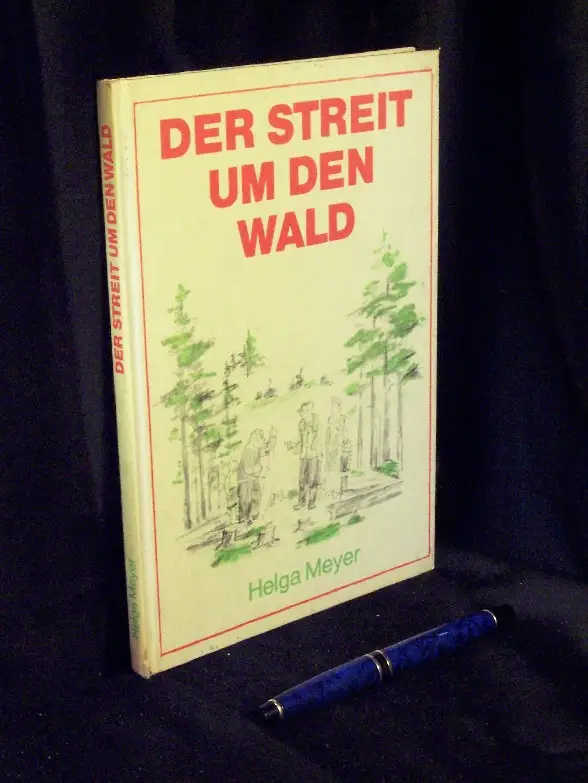 DER STREIT
UM DEN
WALD
Helga Meyer
DER STREIT UM DEN WALD
Helga Meyer